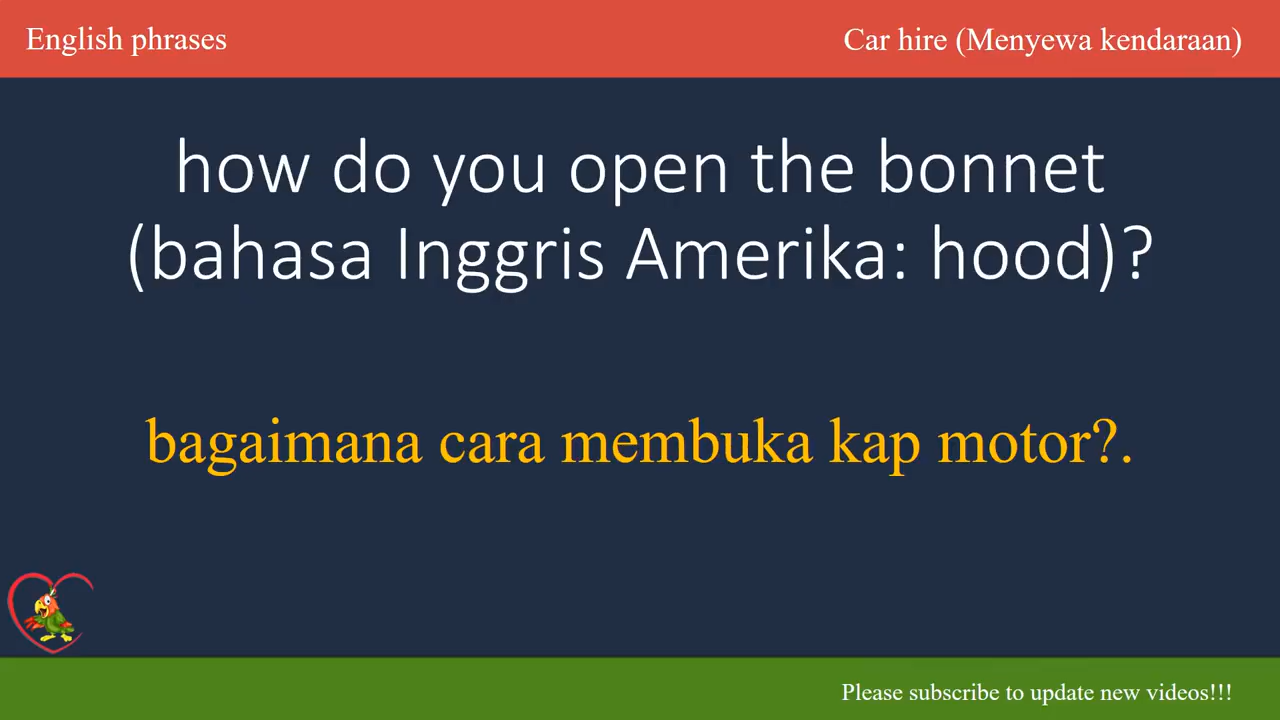 English phrases
Car hire (Menyewa kendaraan)
how do you open the bonnet
(bahasa Inggris Amerika: hood)?
bagaimana cara membuka kap motor?.
Please subscribe to update new videos!!!